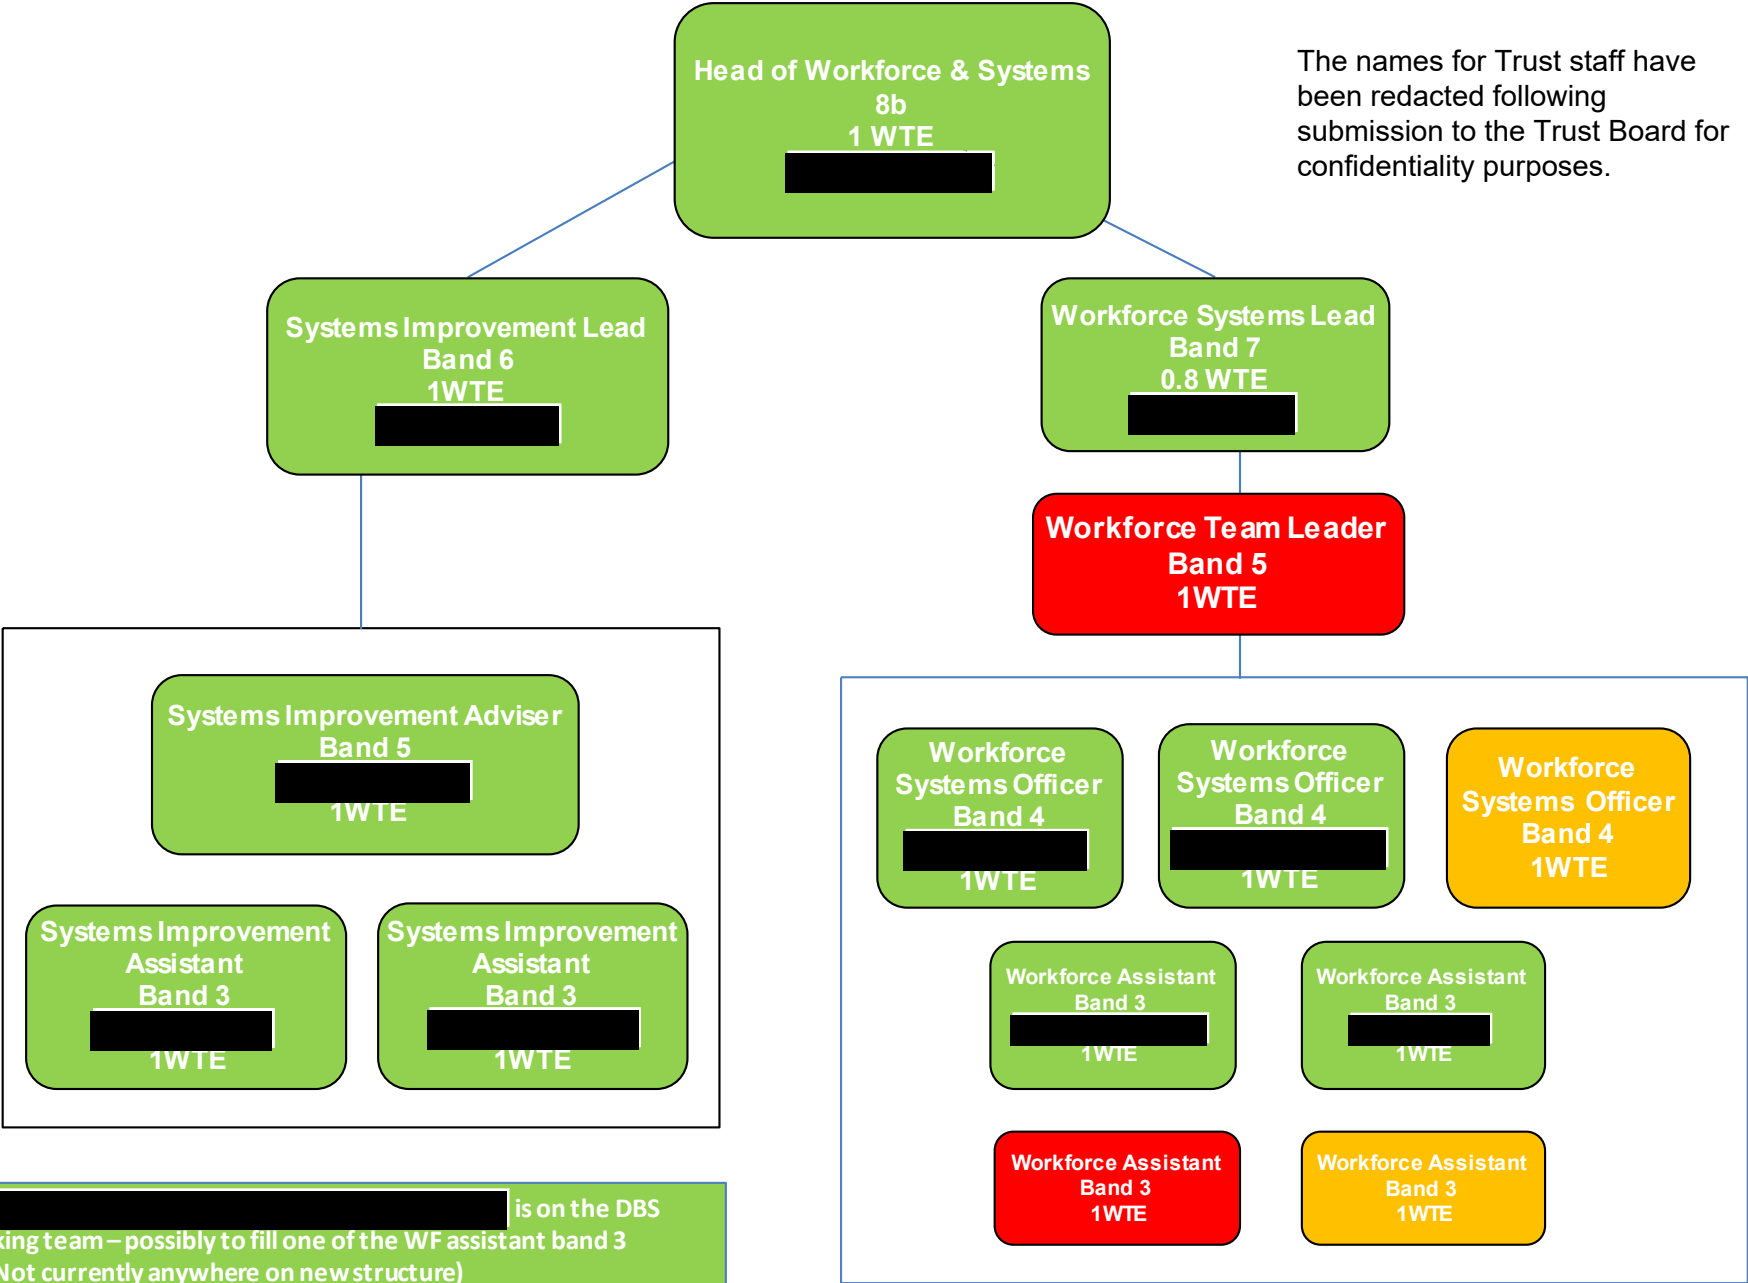 Head of Workforce & Systems
8b
1 WTE
The names for Trust staff have
been redacted following
submission to the Trust Board for
confidentiality purposes.
Systems Improvement Lead
Band 6
1WTE
Workforce Systems Lead
Band 7
0.8 WTE
Workforce Team Leader
Band 5
1WTE
Systems Improvement Adviser
Band 5
1WTE
Systems Improvement
Assistant
Band 3
1WTE
Systems Improvement
Assistant
Band 3
1WTE
Workforce
Systems Officer
Band 4
1WTE
Workforce
Systems Officer
Band 4
1WTE
Workforce
Systems Officer
Band 4
1WTE
Workforce Assistant
Band 3
1WTE
Workforce Assistant
Band 3
1WTE
Workforce Assistant
Band 3
1WTE
Workforce Assistant
Band 3
1WTE
is on the DBS
king team – possibly to fill one of the WF assistant band 3
Not currently anywhere on new structure)